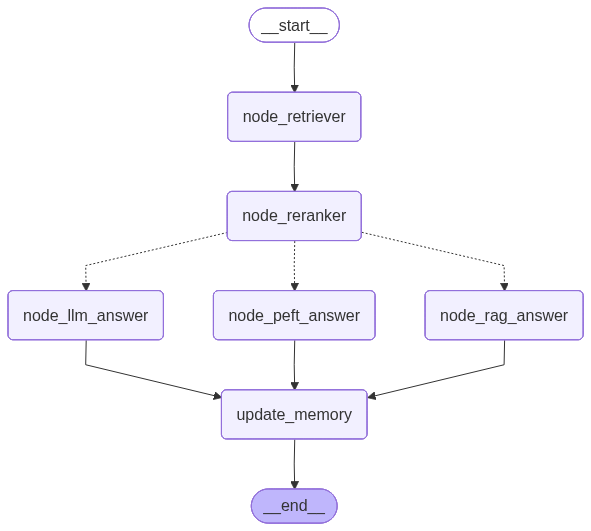 __start__
node_retriever
node_reranker
node_llm_answer
node_peft_answer
node_rag_answer
update_memory
__end__